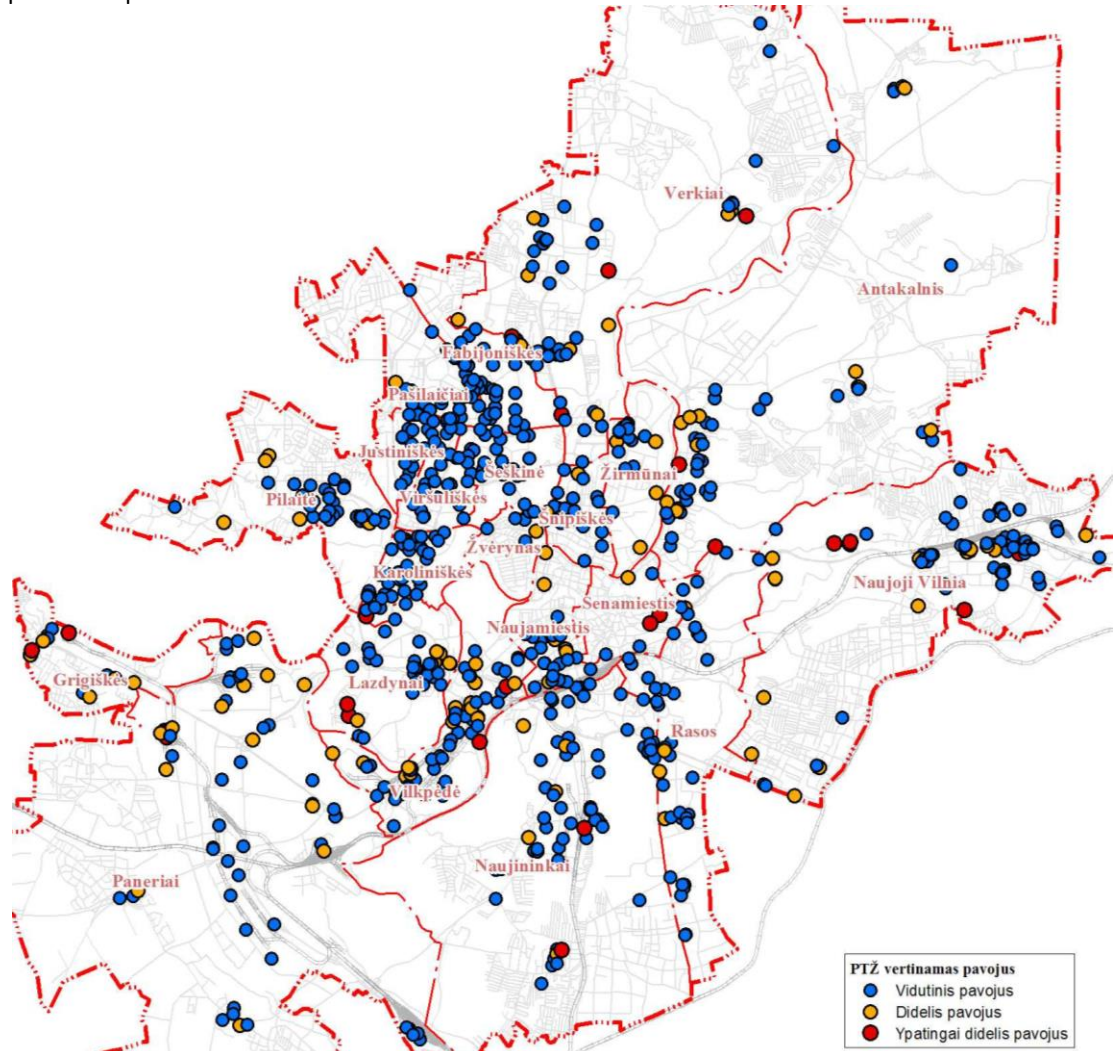 Verkiai
Antakalnis
Fabijoniškės
Pašilaičiai
Justiniškės
Šeškinė
Žirmūnai
Pilaitė
Viršuliškės
Šnipiškės
Žvėrynas
Karoliniškės
Naujoji Vilnia
Senamiestis
Naujamiestis
Grigiškės
Lazdynai
Rasos
Vilkpėdė
Naujininkai
Paneriai
PTŽ vertinamas pavojus
Vidutinis pavojus
Didelis pavojus
Ypatingai didelis pavojus